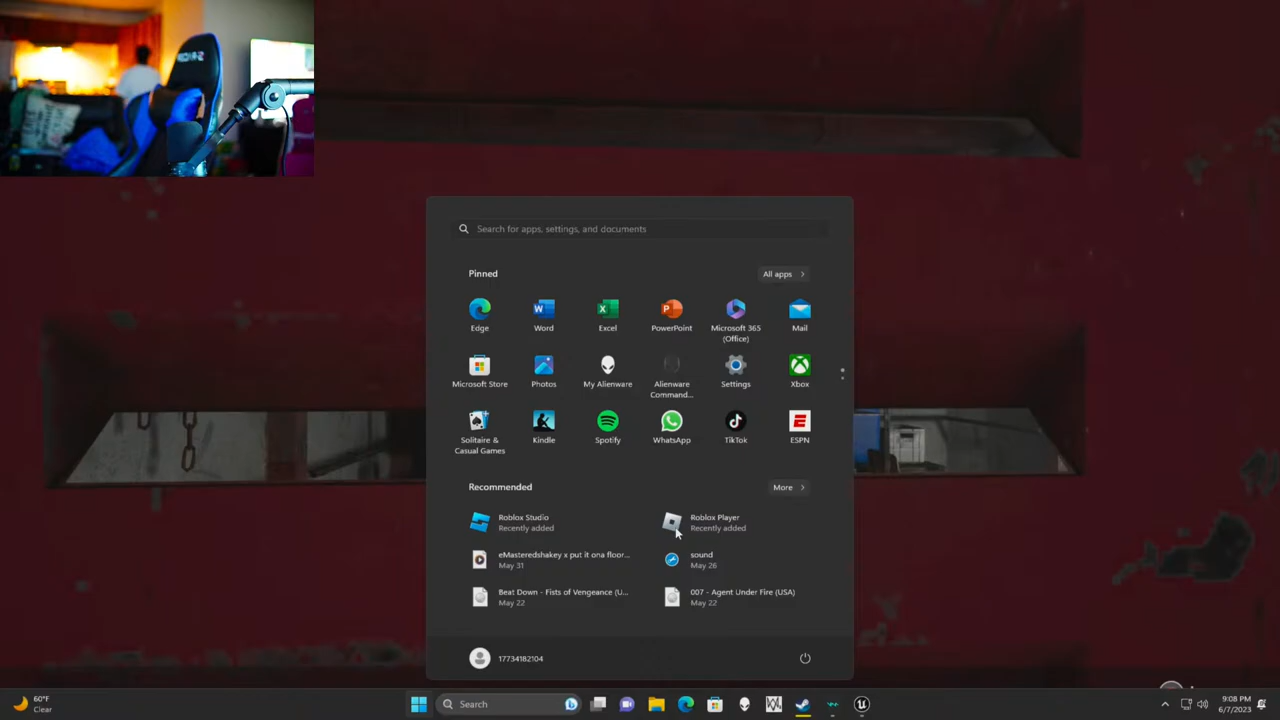 Search for apps, settings, and documents
Pinned
All apps
Edge
Word
Excel
PowerPoint
Microsoft 365
(Office)
Mail
Microsoft Store
Photos
My Alienware
Alienware
Command...
Settings
Xbox
Solitaire &
Casual Games
Kindle
Spotify
WhatsApp
TikTok
ESPN
Recommended
More
Roblox Studio
Recently added
Roblox Player
Recently added
eMasteredshakey x put it ona floor...
May 31
sound
May 26
Beat Down - Fists of Vengeance (U...
May 22
007 - Agent Under Fire (USA)
May 22
17734182104
60°F
Clear
Search
9:08 PM
6/7/2023